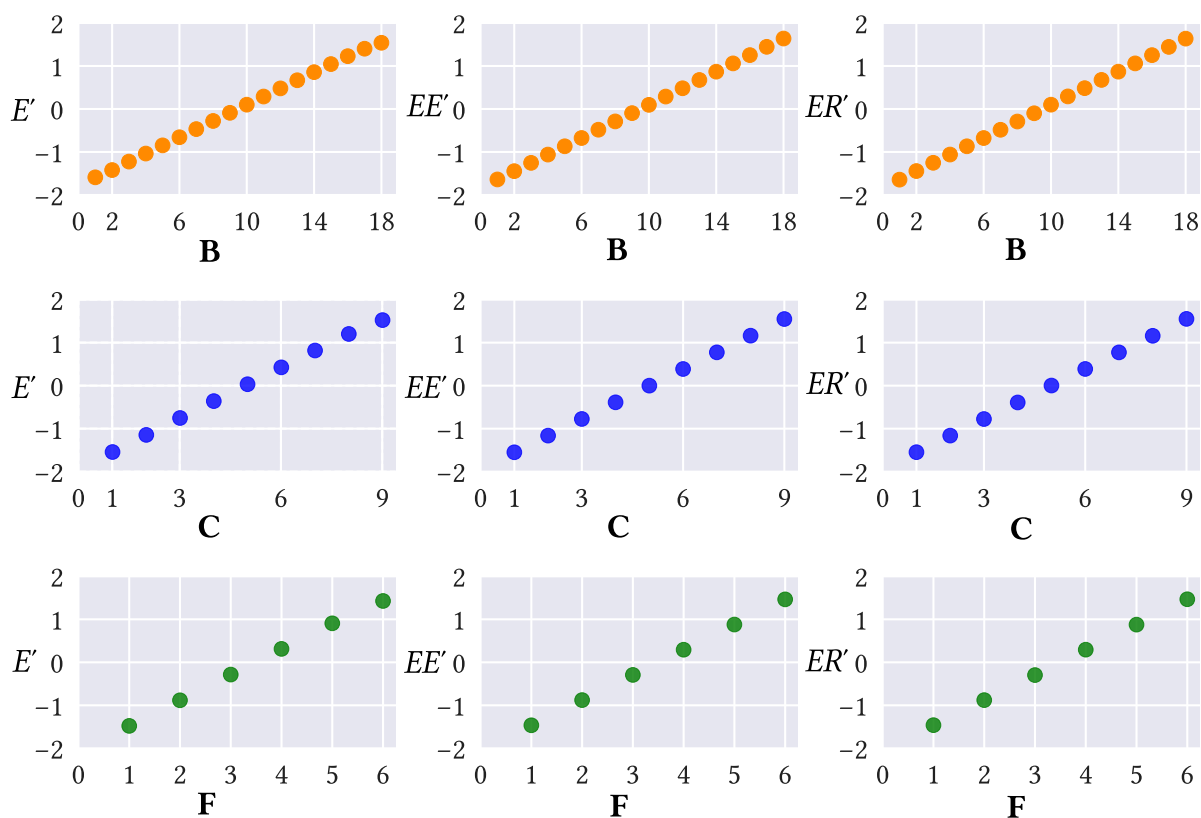 2 2 2
1 1 1
E′ 0 EE′ 0 ER′ 0
−1 −1 −1
−2 −2 −2
0 2 6 10 14 18 0 2 6 10 14 18 0 2 6 10 14 18
B B B
2 2 2
1 1 1
E′ 0 EE′ 0 ER′ 0
−1 −1 −1
−2 −2 −2
0 1 3 6 9 0 1 3 6 9 0 1 3 6 9
C C C
2 2 2
1 1 1
E′ 0 EE′ 0 ER′ 0
−1 −1 −1
−2 −2 −2
0 1 2 3 4 5 6 0 1 2 3 4 5 6 0 1 2 3 4 5 6
F F F